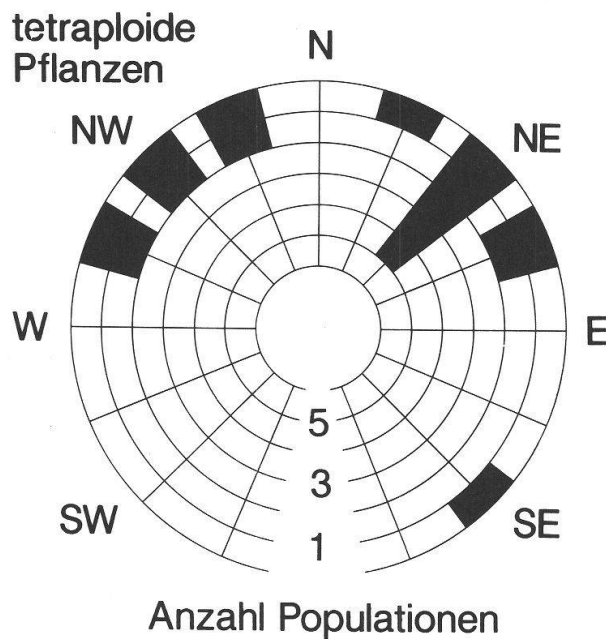 tetraploide
Pflanzen
N
NW
NE
W
E
5
3
SW
SE
1
Anzahl Populationen